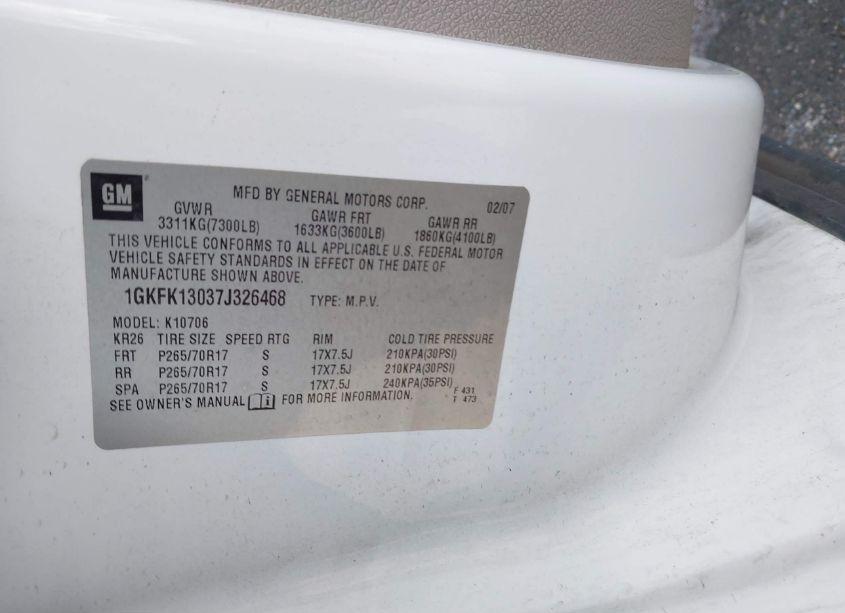 GM
MFD BY GENERAL MOTORS CORP. 02/07
GVWR GAWR FRT GAWR RR
3311KG(7300LB) 1633KG(3600LB) 1860KG(4100LB)
THIS VEHICLE CONFORMS TO ALL APPLICABLE U.S. FEDERAL MOTOR
VEHICLE SAFETY STANDARDS IN EFFECT ON THE DATE OF
MANUFACTURE SHOWN ABOVE.
1GKFK13037J326468 TYPE: M.P.V.
MODEL: K10706
KR26 TIRE SIZE SPEED RTG RIM COLD TIRE PRESSURE
FRT P265/70R17 S 17X7.5J 210KPA(30PSI)
RR P265/70R17 S 17X7.5J 210KPA(30PSI)
SPA P265/70R17 S 17X7.5J 240KPA(35PSI)
SEE OWNER'S MANUAL FOR MORE INFORMATION.
F 431
T 473